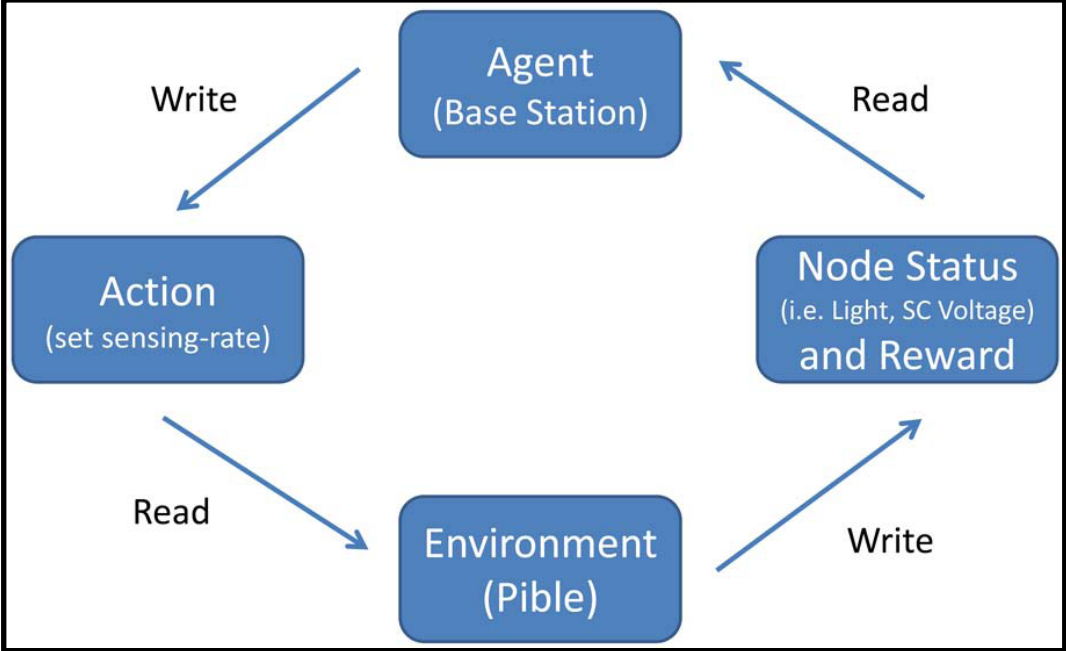 Agent
(Base Station)
Write
Read
Action
(set sensing-rate)
Node Status
(i.e. Light, SC Voltage)
and Reward
Read
Write
Environment
(Pible)